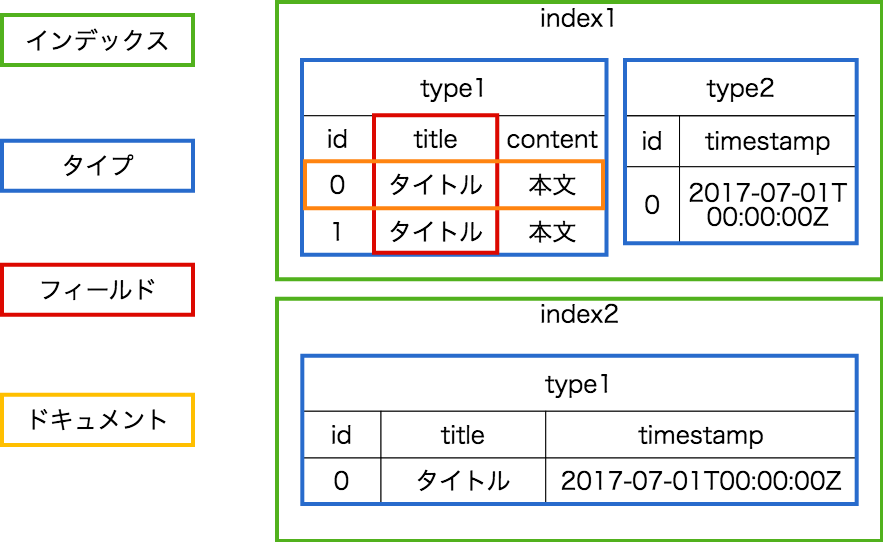 インデックス
タイプ
フィールド
ドキュメント
index1
type1
id title content
0 タイトル 本文
1 タイトル 本文
type2
id timestamp
0 2017-07-01T
00:00:00Z
index2
type1
id title timestamp
0 タイトル 2017-07-01T00:00:00Z